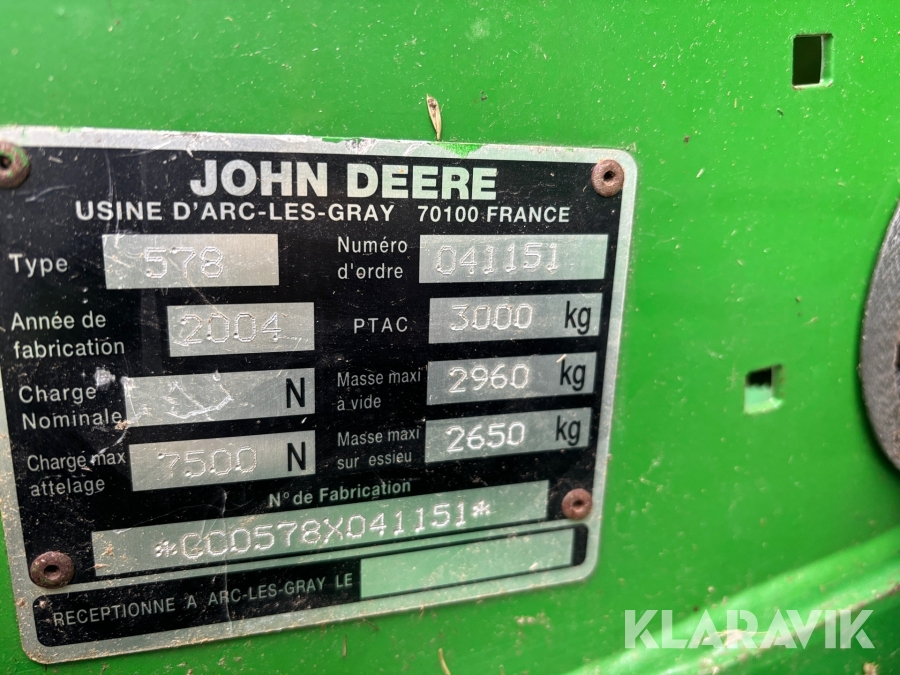 JOHN DEERE
USINE D'ARC-LES-GRAY 70100 FRANCE
Type 578
Numéro d'ordre 041151
Année de fabrication 2004
PTAC 3000 kg
Charge Nominale N
Masse maxi à vide 2960 kg
Charge max attelage 7500 N
Masse maxi sur essieu 2650 kg
N° de Fabrication
*CC0578X041151*
RECEPTIONNE A ARC-LES-GRAY LE
KLARAVIK